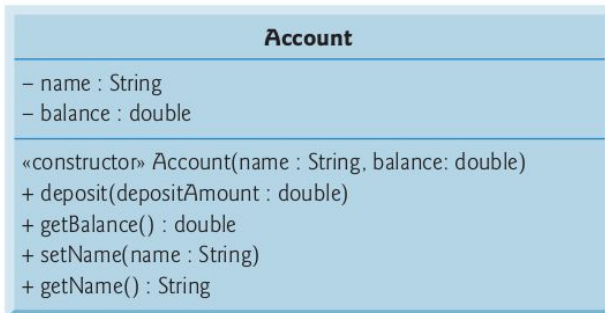 Account
– name : String
– balance : double
«constructor» Account(name : String, balance: double)
+ deposit(depositAmount : double)
+ getBalance() : double
+ setName(name : String)
+ getName() : String